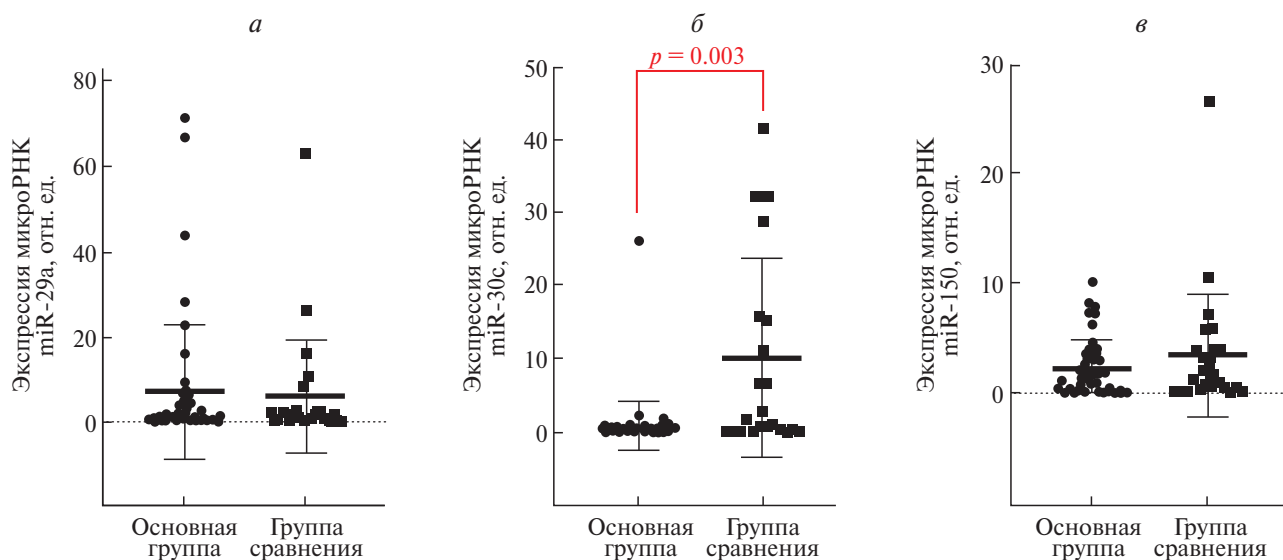 а
Экспрессия микроРНК
miR-29a, отн. ед.
80
60
40
20
0
Основная
группа
Группа
сравнения
б
p = 0.003
Экспрессия микроРНК
miR-30c, отн. ед.
50
40
30
20
10
0
Основная
группа
Группа
сравнения
в
Экспрессия микроРНК
miR-150, отн. ед.
30
20
10
0
Основная
группа
Группа
сравнения